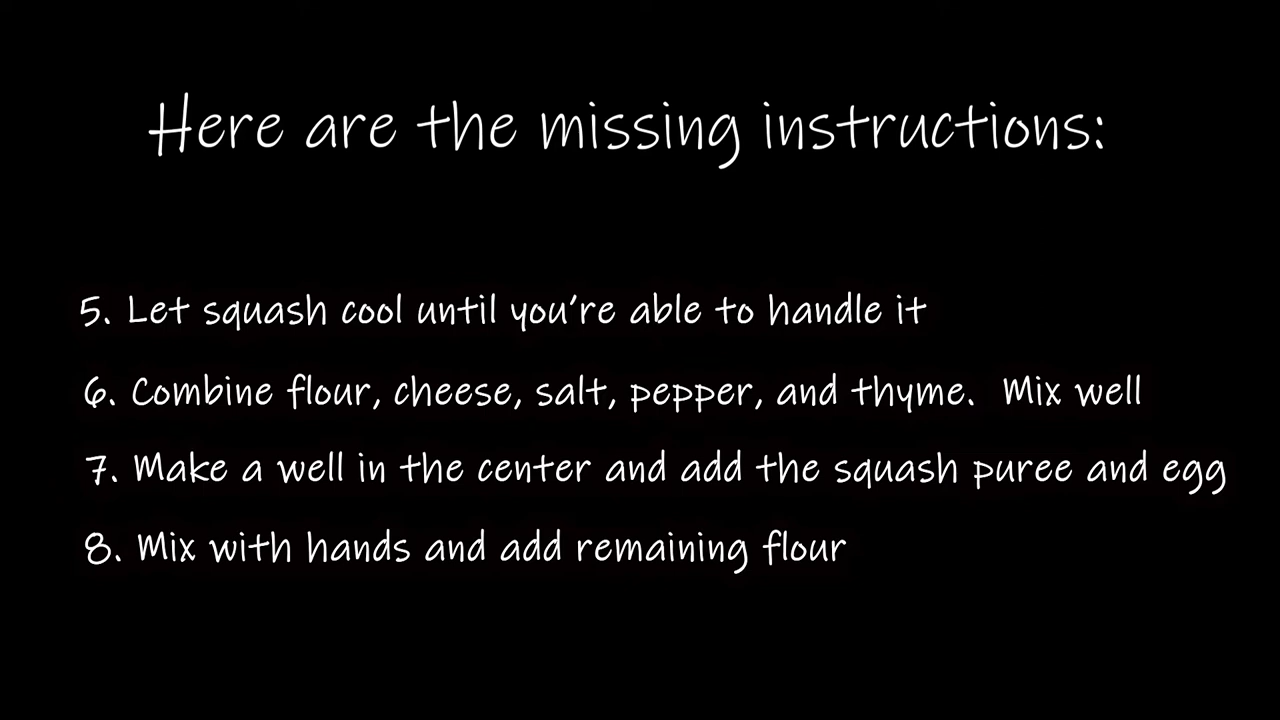 Here are the missing instructions:
5. Let squash cool until you're able to handle it
6. Combine flour, cheese, salt, pepper, and thyme.  Mix well
7. Make a well in the center and add the squash puree and egg
8. Mix with hands and add remaining flour